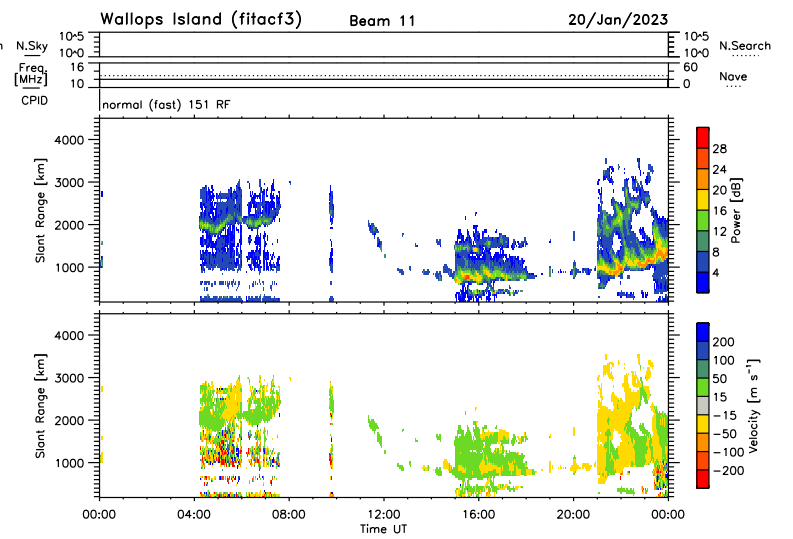 Wallops Island (fitacf3) Beam 11 20/Jan/2023
n N.Sky 10^5 10^0 10^5 10^0 N.Search
Freq. [MHz] 16 10 60 0 Nave
CPID normal (fast) 151 RF
Slant Range [km]
4000
3000
2000
1000
28
24
20
16
12
8
4
Power [dB]
Slant Range [km]
4000
3000
2000
1000
200
100
50
15
-15
-50
-100
-200
Velocity [m s⁻¹]
00:00 04:00 08:00 12:00 16:00 20:00 00:00
Time UT